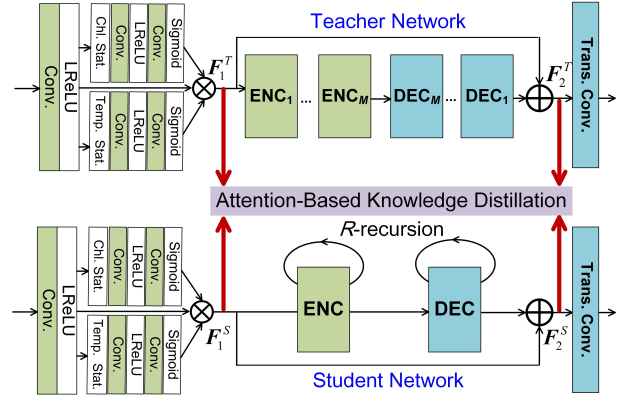 Teacher Network
Conv.
LReLU
Chl. Stat.
Conv.
LReLU
Conv.
Sigmoid
Temp. Stat.
Conv.
LReLU
Conv.
Sigmoid
F₁ᵀ
ENC₁
...
ENC_M
DEC_M
...
DEC₁
F₂ᵀ
Trans. Conv.
Attention-Based Knowledge Distillation
R-recursion
Conv.
LReLU
Chl. Stat.
Conv.
LReLU
Conv.
Sigmoid
Temp. Stat.
Conv.
LReLU
Conv.
Sigmoid
F₁ˢ
ENC
DEC
F₂ˢ
Trans. Conv.
Student Network